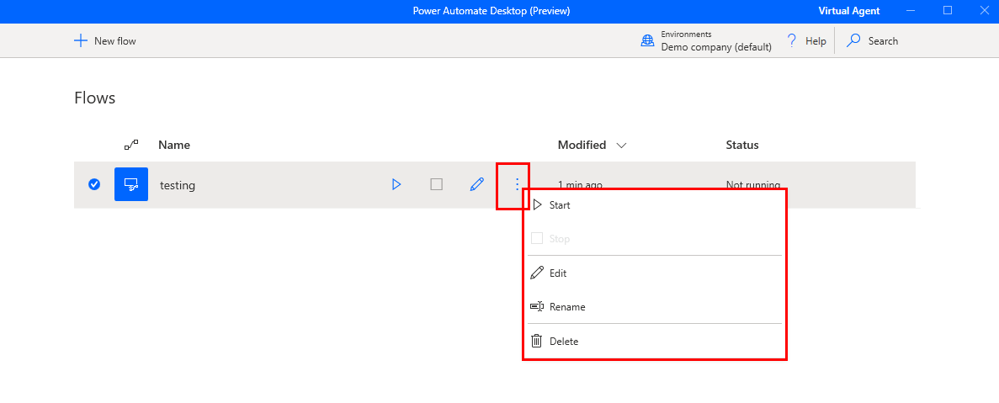 Power Automate Desktop (Preview)
Virtual Agent
New flow
Environments
Demo company (default)
Help
Search
Flows
Name
Modified
Status
testing
1 min ago
Not running
Start
Stop
Edit
Rename
Delete